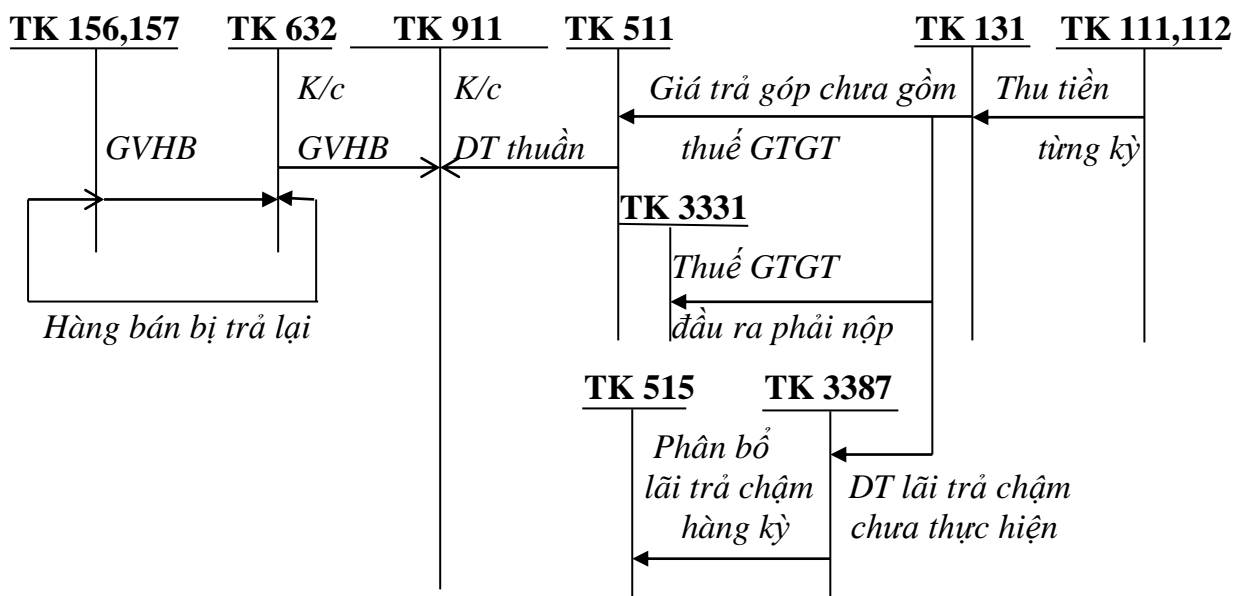 TK 156,157 TK 632 TK 911 TK 511 TK 131 TK 111,112
K/c K/c Giá trả góp chưa gồm Thu tiền
GVHB GVHB DT thuần thuế GTGT từng kỳ
TK 3331
Thuế GTGT
Hàng bán bị trả lại đầu ra phải nộp
TK 515 TK 3387
Phân bổ
lãi trả chậm DT lãi trả chậm
hàng kỳ chưa thực hiện